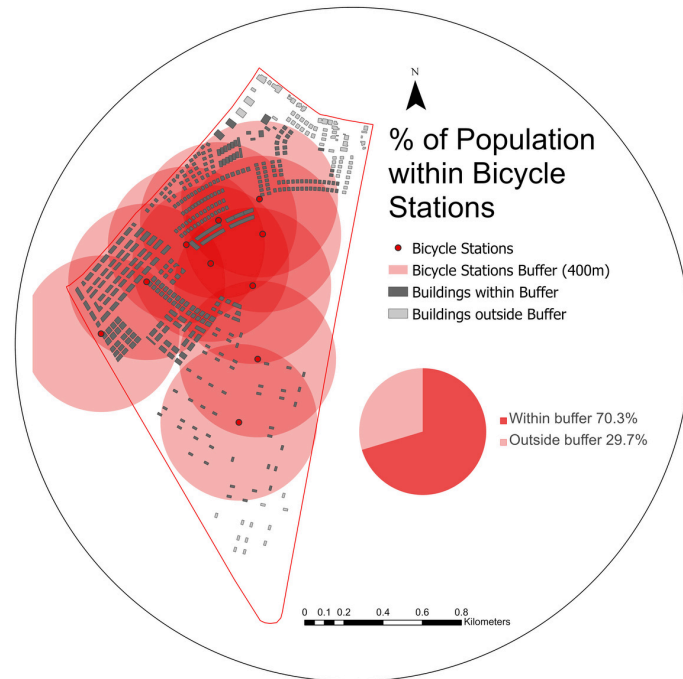 N
% of Population
within Bicycle
Stations
Bicycle Stations
Bicycle Stations Buffer (400m)
Buildings within Buffer
Buildings outside Buffer
Within buffer 70.3%
Outside buffer 29.7%
0 0.1 0.2 0.4 0.6 0.8
Kilometers